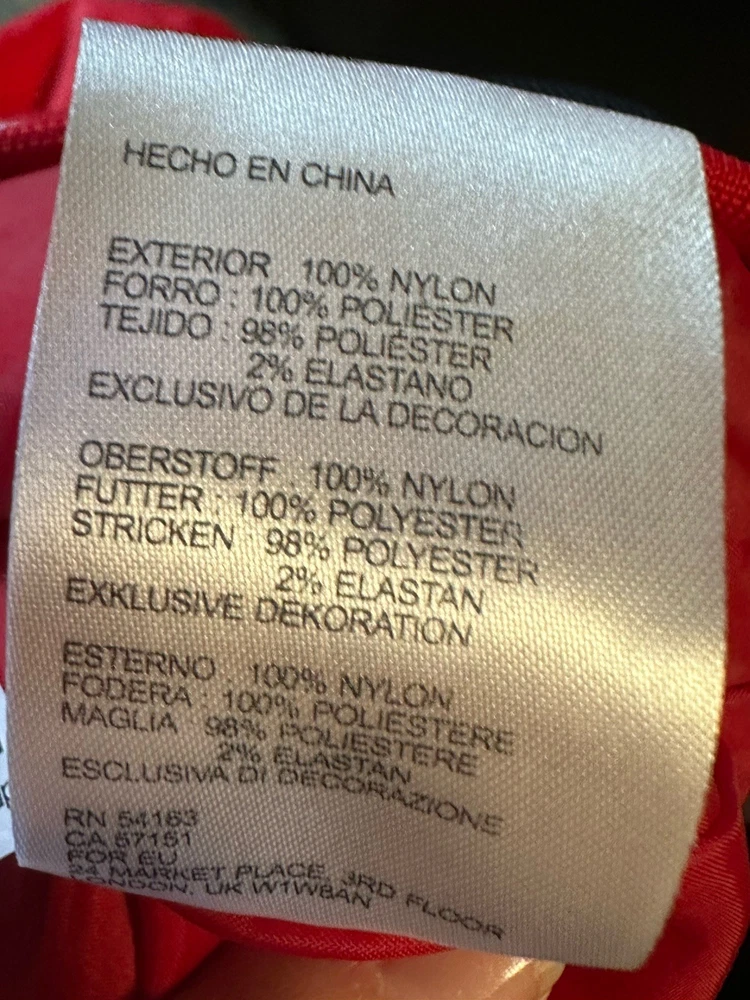 HECHO EN CHINA
EXTERIOR 100% NYLON
FORRO : 100% POLIÉSTER
TEJIDO : 98% POLIÉSTER
2% ELASTANO
EXCLUSIVO DE LA DECORACION
OBERSTOFF : 100% NYLON
FUTTER : 100% POLYESTER
STRICKEN 98% POLYESTER
2% ELASTAN
EXKLUSIVE DEKORATION
ESTERNO : 100% NYLON
FODERA : 100% POLIESTERE
MAGLIA 98% POLIESTERE
2% ELASTAN
ESCLUSIVA DI DECORAZIONE
RN 54163
CA 57151
FOR EU
24 MARKET PLACE, 3RD FLOOR
LONDON, UK W1W8AN